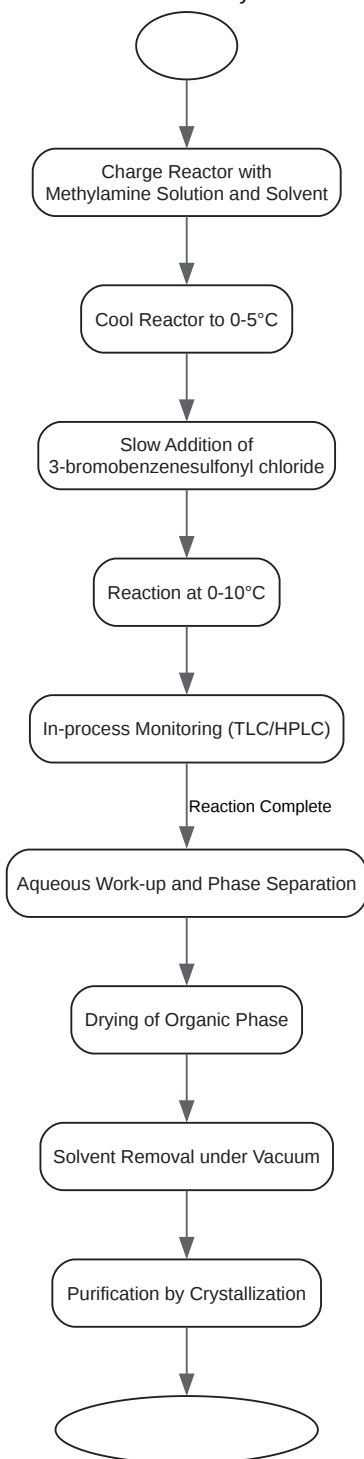 Charge Reactor with
Methylamine Solution and Solvent
Cool Reactor to 0-5°C
Slow Addition of
3-bromobenzenesulfonyl chloride
Reaction at 0-10°C
In-process Monitoring (TLC/HPLC)
Reaction Complete
Aqueous Work-up and Phase Separation
Drying of Organic Phase
Solvent Removal under Vacuum
Purification by Crystallization